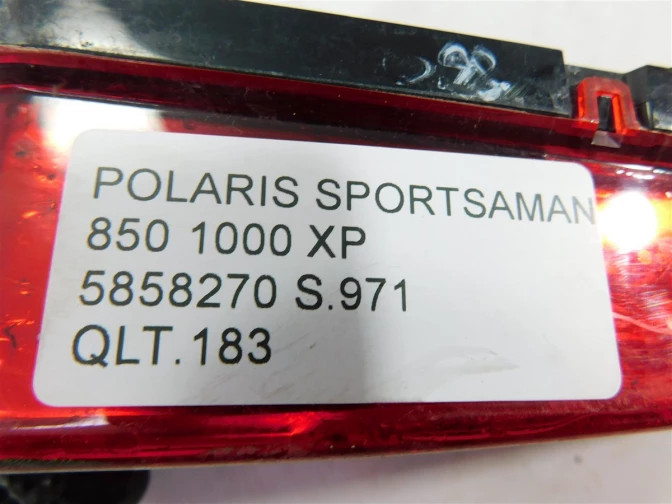 POLARIS SPORTSAMAN
850 1000 XP
5858270 S.971
QLT.183